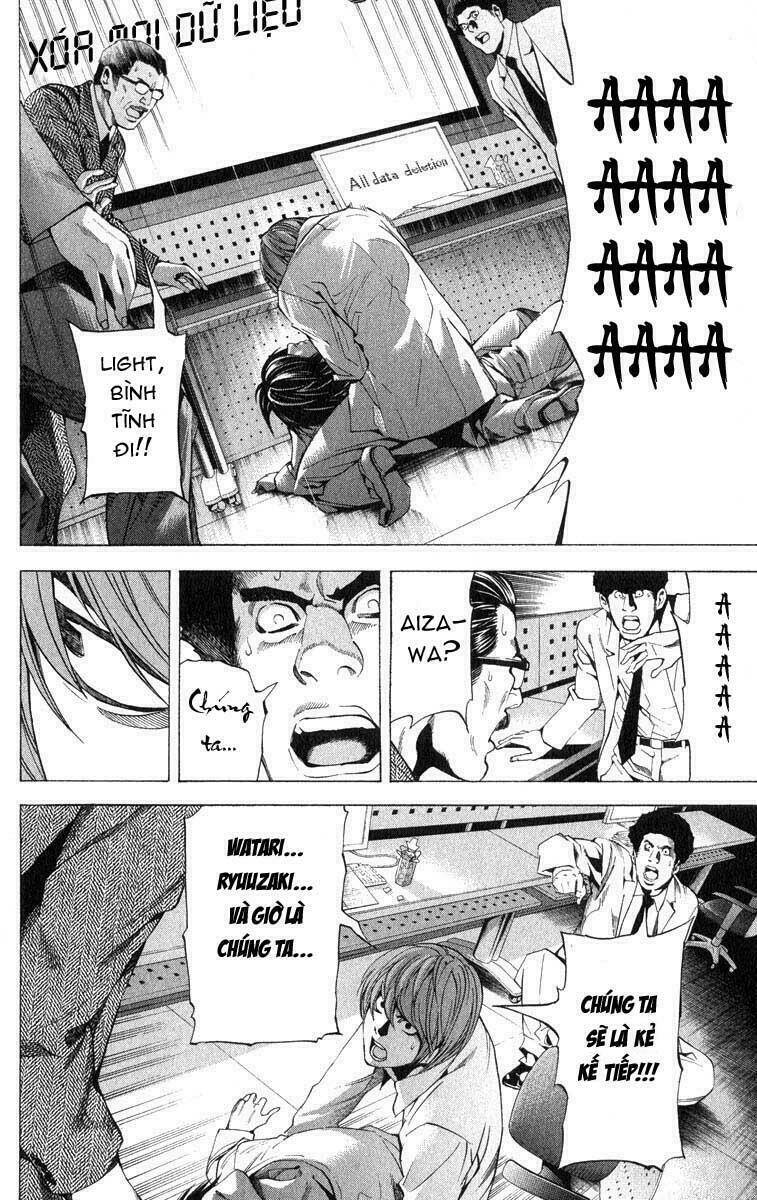 XÓA MỌI DỮ LIỆU
All data deletion
AAAA
AAAA
AAAA
AAAA
LIGHT,
BÌNH
TĨNH
ĐI!!
A
A
A
A
A
AIZA-
WA?
Chúng
ta...
CHÚNG TA
SẼ LÀ KẺ
KẾ TIẾP!!!
WATARI...
RYUUZAKI...
VÀ GIỜ LÀ
CHÚNG TA...